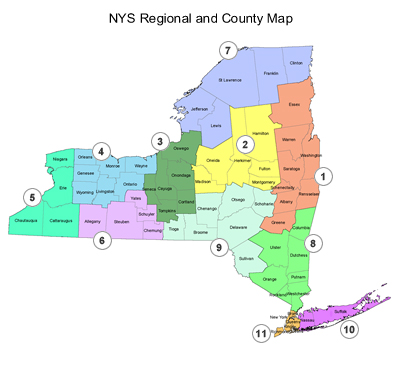 NYS Regional and County Map
7
Clinton
Franklin
St Lawrence
Essex
Jefferson
Lewis
Hamilton
3
2
Warren
Washington
4
Oswego
Oneida
Herkimer
Niagara
Orleans
Monroe
Wayne
Fulton
Saratoga
Genesee
Onondaga
Madison
Montgomery
1
Erie
Wyoming
Livingston
Ontario
Seneca
Cayuga
Schenectady
Rensselaer
5
Yates
Cortland
Otsego
Schoharie
Albany
Chautauqua
Cattaraugus
Allegany
Steuben
Schuyler
Tompkins
Chenango
Greene
Columbia
6
Chemung
Tioga
Broome
Delaware
9
8
Ulster
Dutchess
Sullivan
Orange
Putnam
Rockland
Westchester
New York
Bronx
Queens
Nassau
Suffolk
11
10